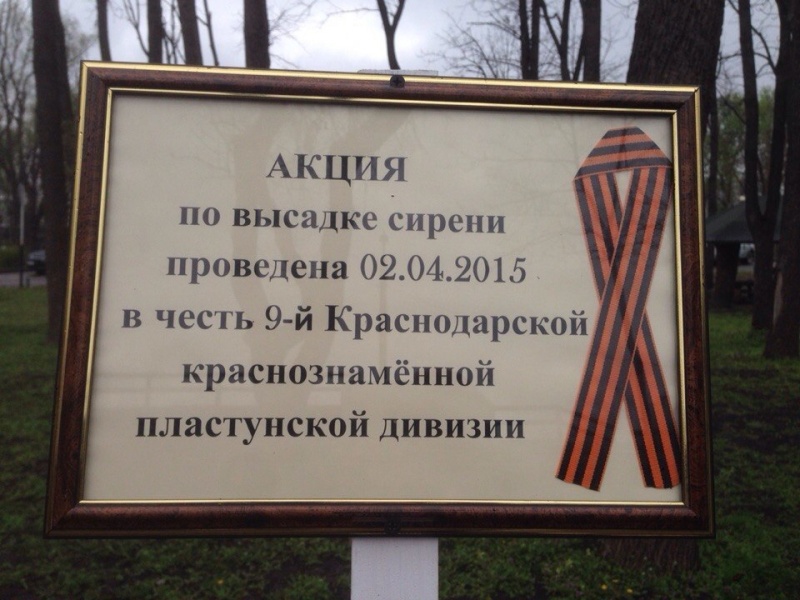 АКЦИЯ
по высадке сирени
проведена 02.04.2015
в честь 9-й Краснодарской
краснознамённой
пластунской дивизии